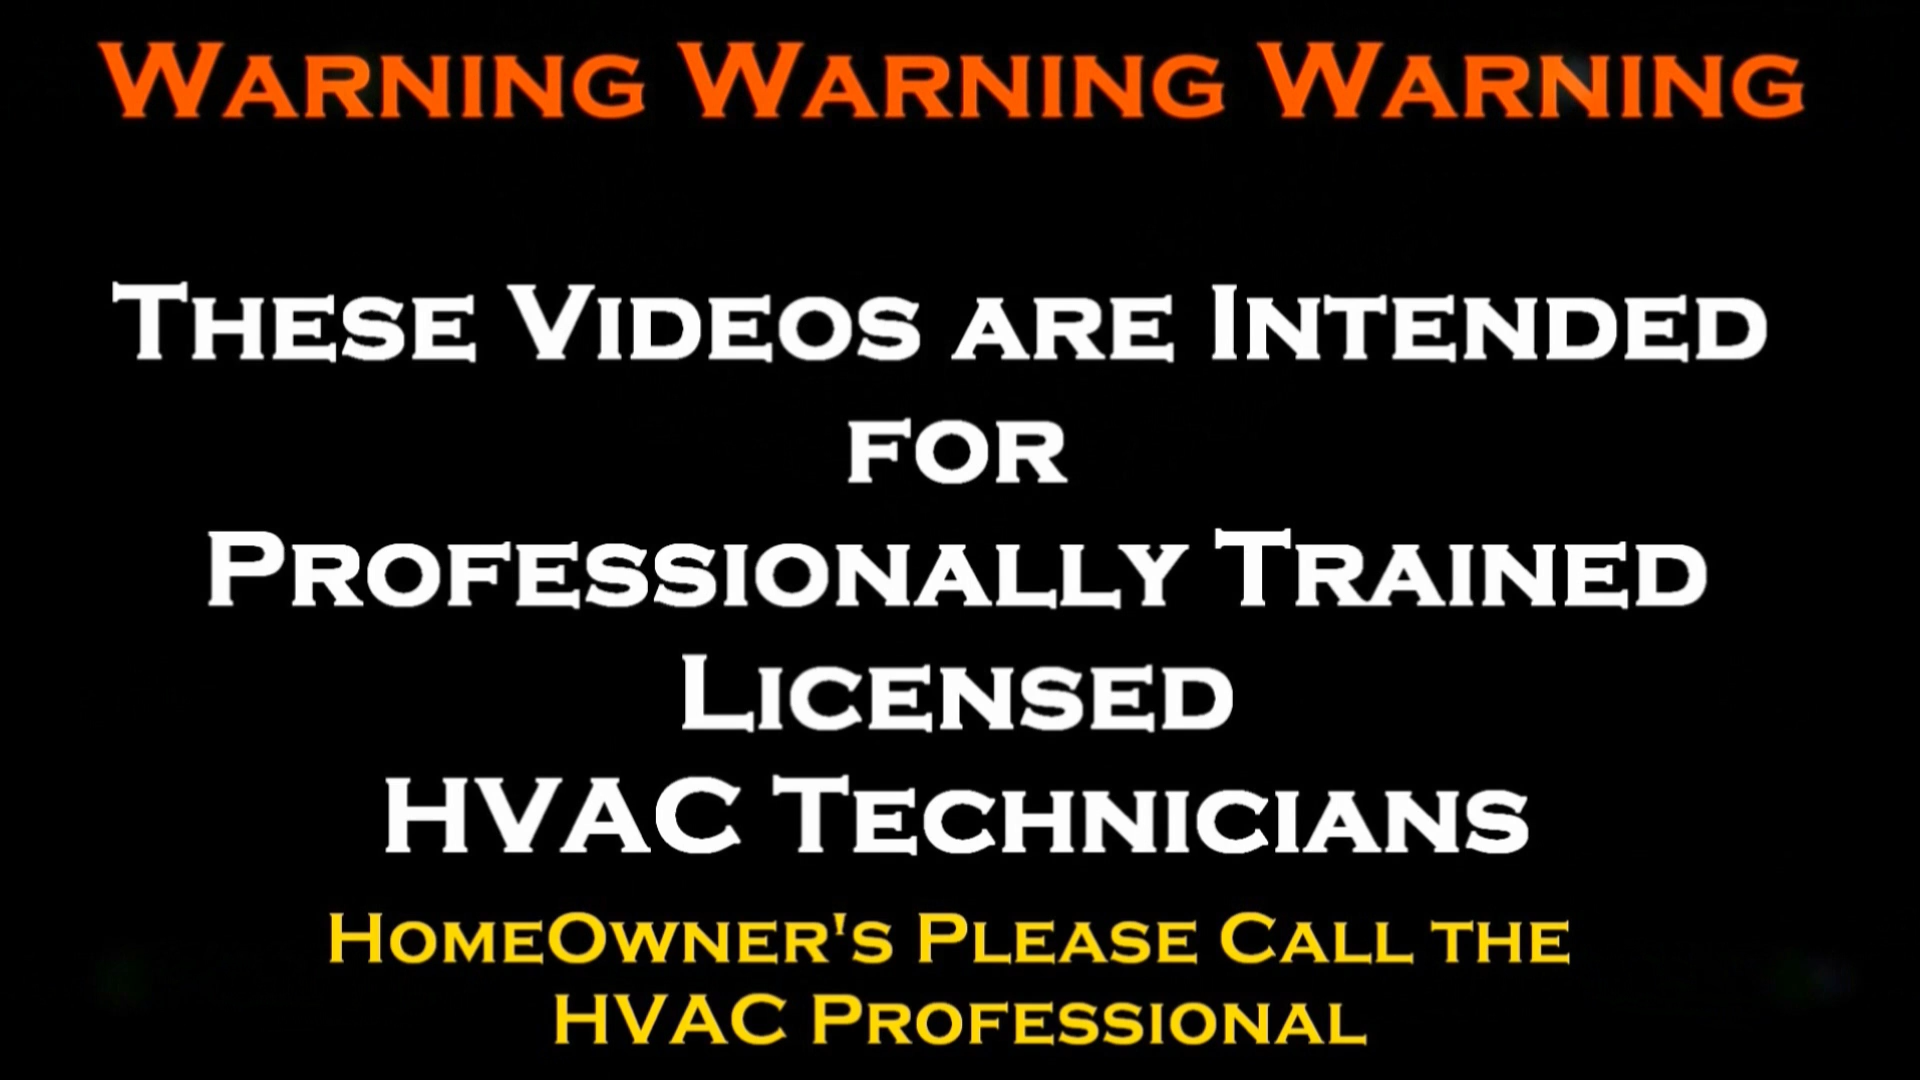 Warning Warning Warning
These Videos are Intended
for
Professionally Trained
Licensed
HVAC Technicians
HomeOwner's Please Call the
HVAC Professional